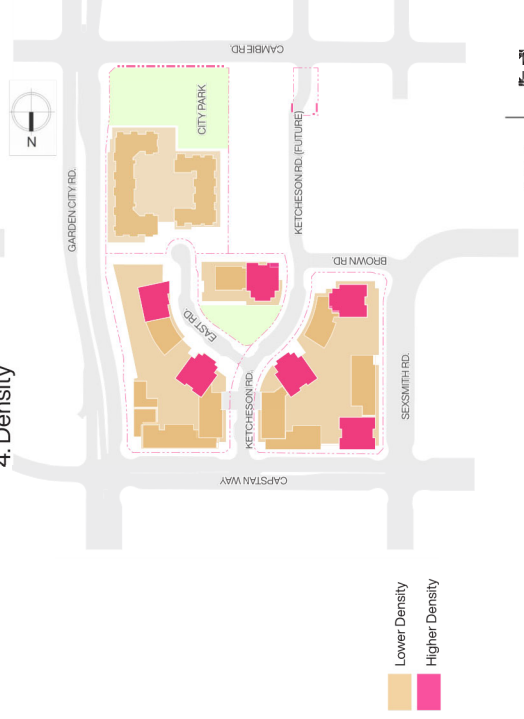 4. Density
CAMBIE RD.
N
CITY PARK
GARDEN CITY RD.
KETCHESON RD. (FUTURE)
BROWN RD.
EAST RD.
KETCHESON RD.
SEXSMITH RD.
CAPSTAN WAY
Lower Density
Higher Density